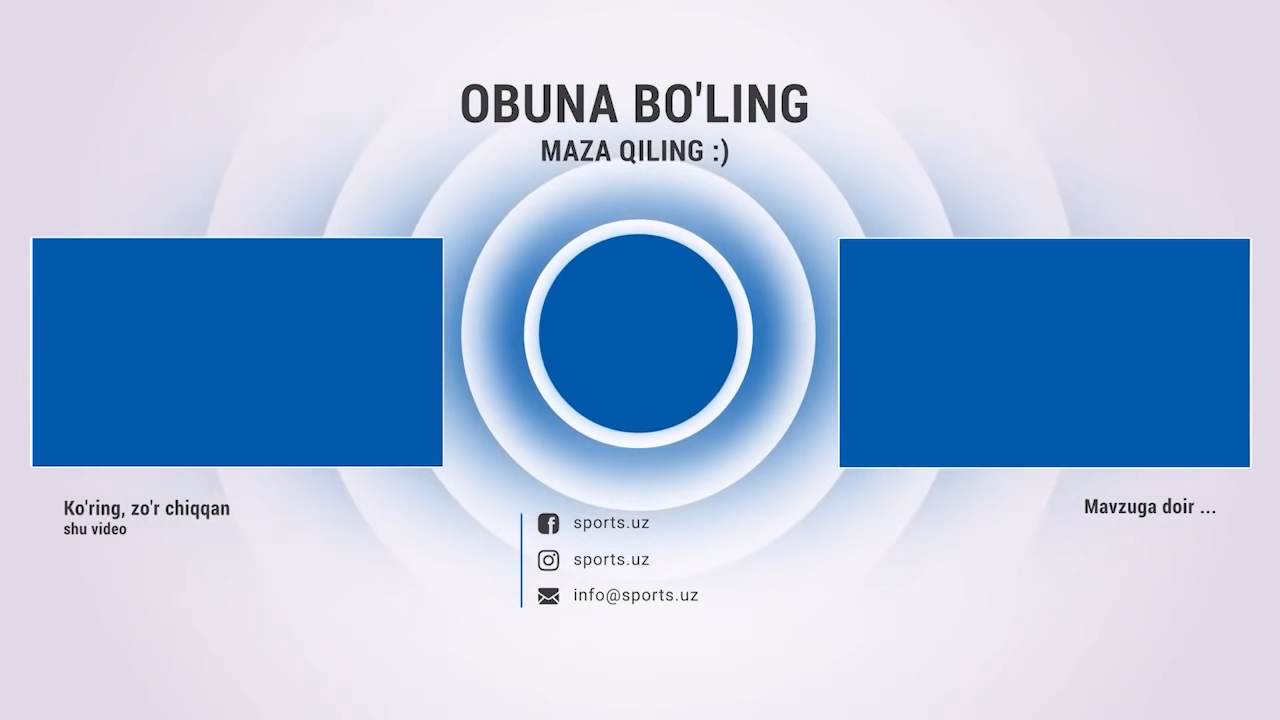 OBUNA BO'LING
MAZA QILING :)
Ko'ring, zo'r chiqqan
shu video
Mavzuga doir ...
sports.uz
sports.uz
info@sports.uz